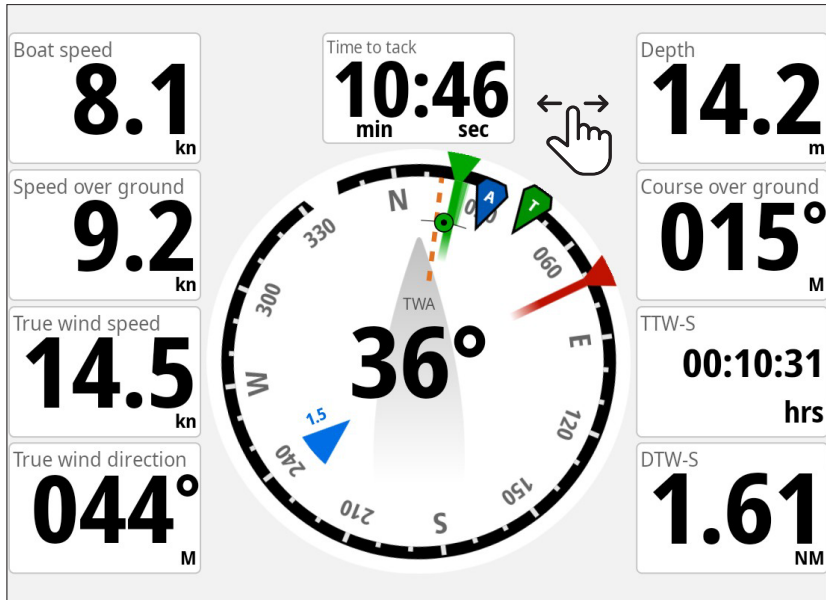 Boat speed
8.1
kn
Speed over ground
9.2
kn
True wind speed
14.5
kn
True wind direction
044°
M
Time to tack
10:46
min sec
N
A
T
060
E
120
150
S
210
240
W
300
330
TWA
36°
1.5
Depth
14.2
m
Course over ground
015°
M
TTW-S
00:10:31
hrs
DTW-S
1.61
NM